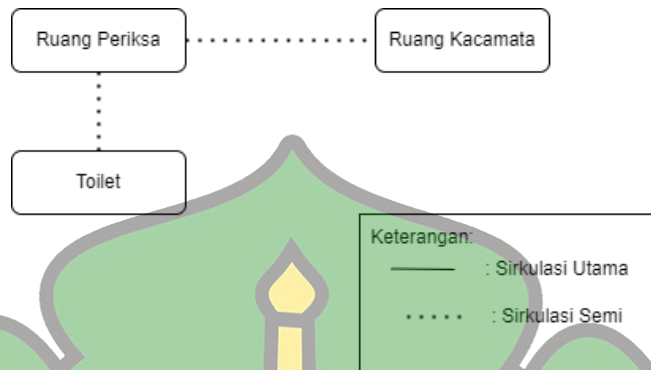 Ruang Periksa
Ruang Kacamata
Toilet
Keterangan:
: Sirkulasi Utama
: Sirkulasi Semi